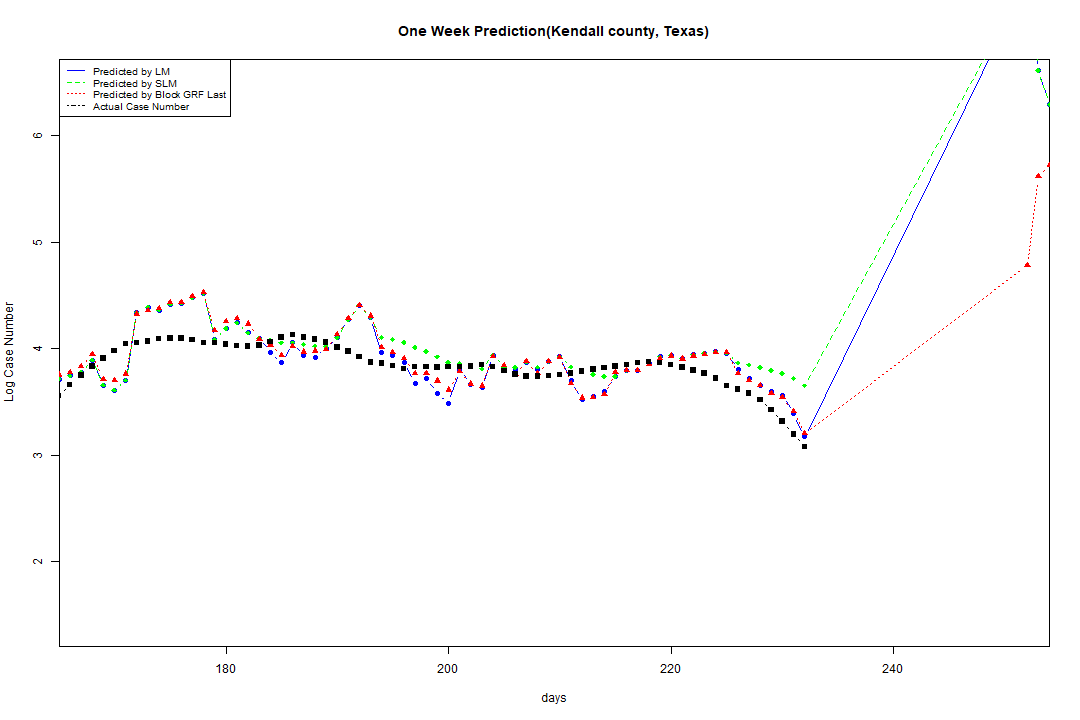 One Week Prediction(Kendall county, Texas)
Predicted by LM
Predicted by SLM
Predicted by Block GRF Last
Actual Case Number
Log Case Number
6
5
4
3
2
180
200
220
240
days